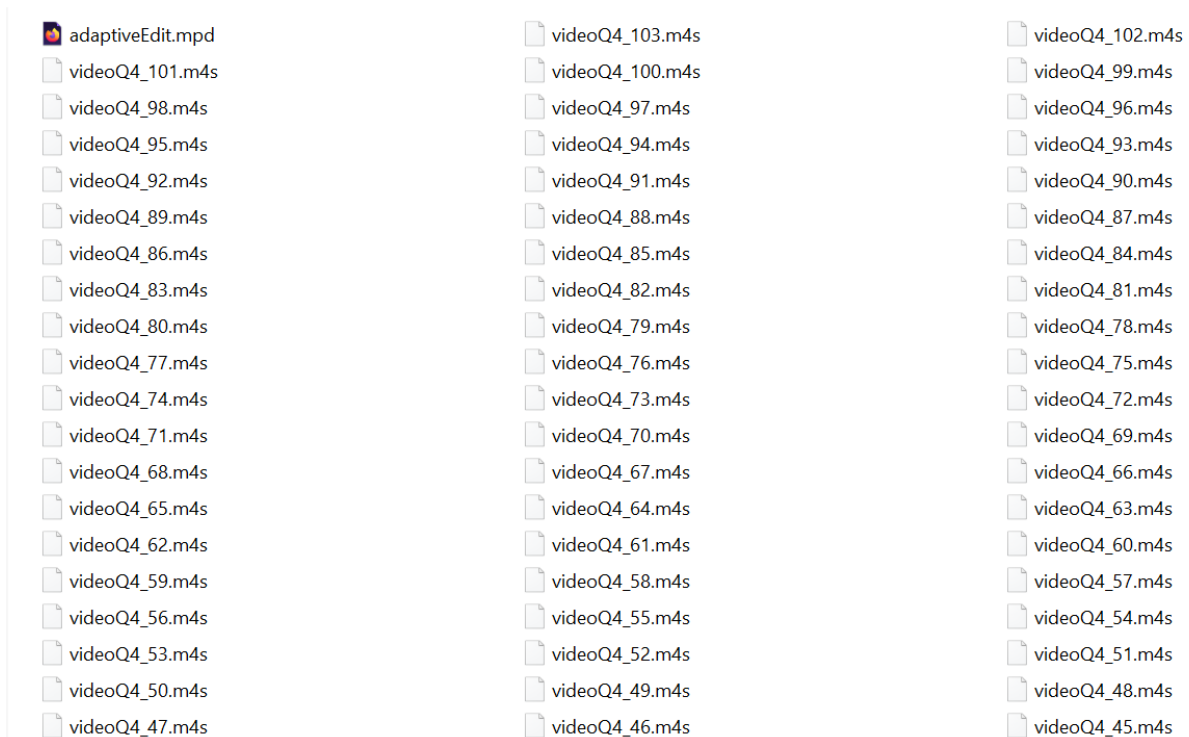 adaptiveEdit.mpd videoQ4_103.m4s videoQ4_102.m4s
videoQ4_101.m4s videoQ4_100.m4s videoQ4_99.m4s
videoQ4_98.m4s videoQ4_97.m4s videoQ4_96.m4s
videoQ4_95.m4s videoQ4_94.m4s videoQ4_93.m4s
videoQ4_92.m4s videoQ4_91.m4s videoQ4_90.m4s
videoQ4_89.m4s videoQ4_88.m4s videoQ4_87.m4s
videoQ4_86.m4s videoQ4_85.m4s videoQ4_84.m4s
videoQ4_83.m4s videoQ4_82.m4s videoQ4_81.m4s
videoQ4_80.m4s videoQ4_79.m4s videoQ4_78.m4s
videoQ4_77.m4s videoQ4_76.m4s videoQ4_75.m4s
videoQ4_74.m4s videoQ4_73.m4s videoQ4_72.m4s
videoQ4_71.m4s videoQ4_70.m4s videoQ4_69.m4s
videoQ4_68.m4s videoQ4_67.m4s videoQ4_66.m4s
videoQ4_65.m4s videoQ4_64.m4s videoQ4_63.m4s
videoQ4_62.m4s videoQ4_61.m4s videoQ4_60.m4s
videoQ4_59.m4s videoQ4_58.m4s videoQ4_57.m4s
videoQ4_56.m4s videoQ4_55.m4s videoQ4_54.m4s
videoQ4_53.m4s videoQ4_52.m4s videoQ4_51.m4s
videoQ4_50.m4s videoQ4_49.m4s videoQ4_48.m4s
videoQ4_47.m4s videoQ4_46.m4s videoQ4_45.m4s